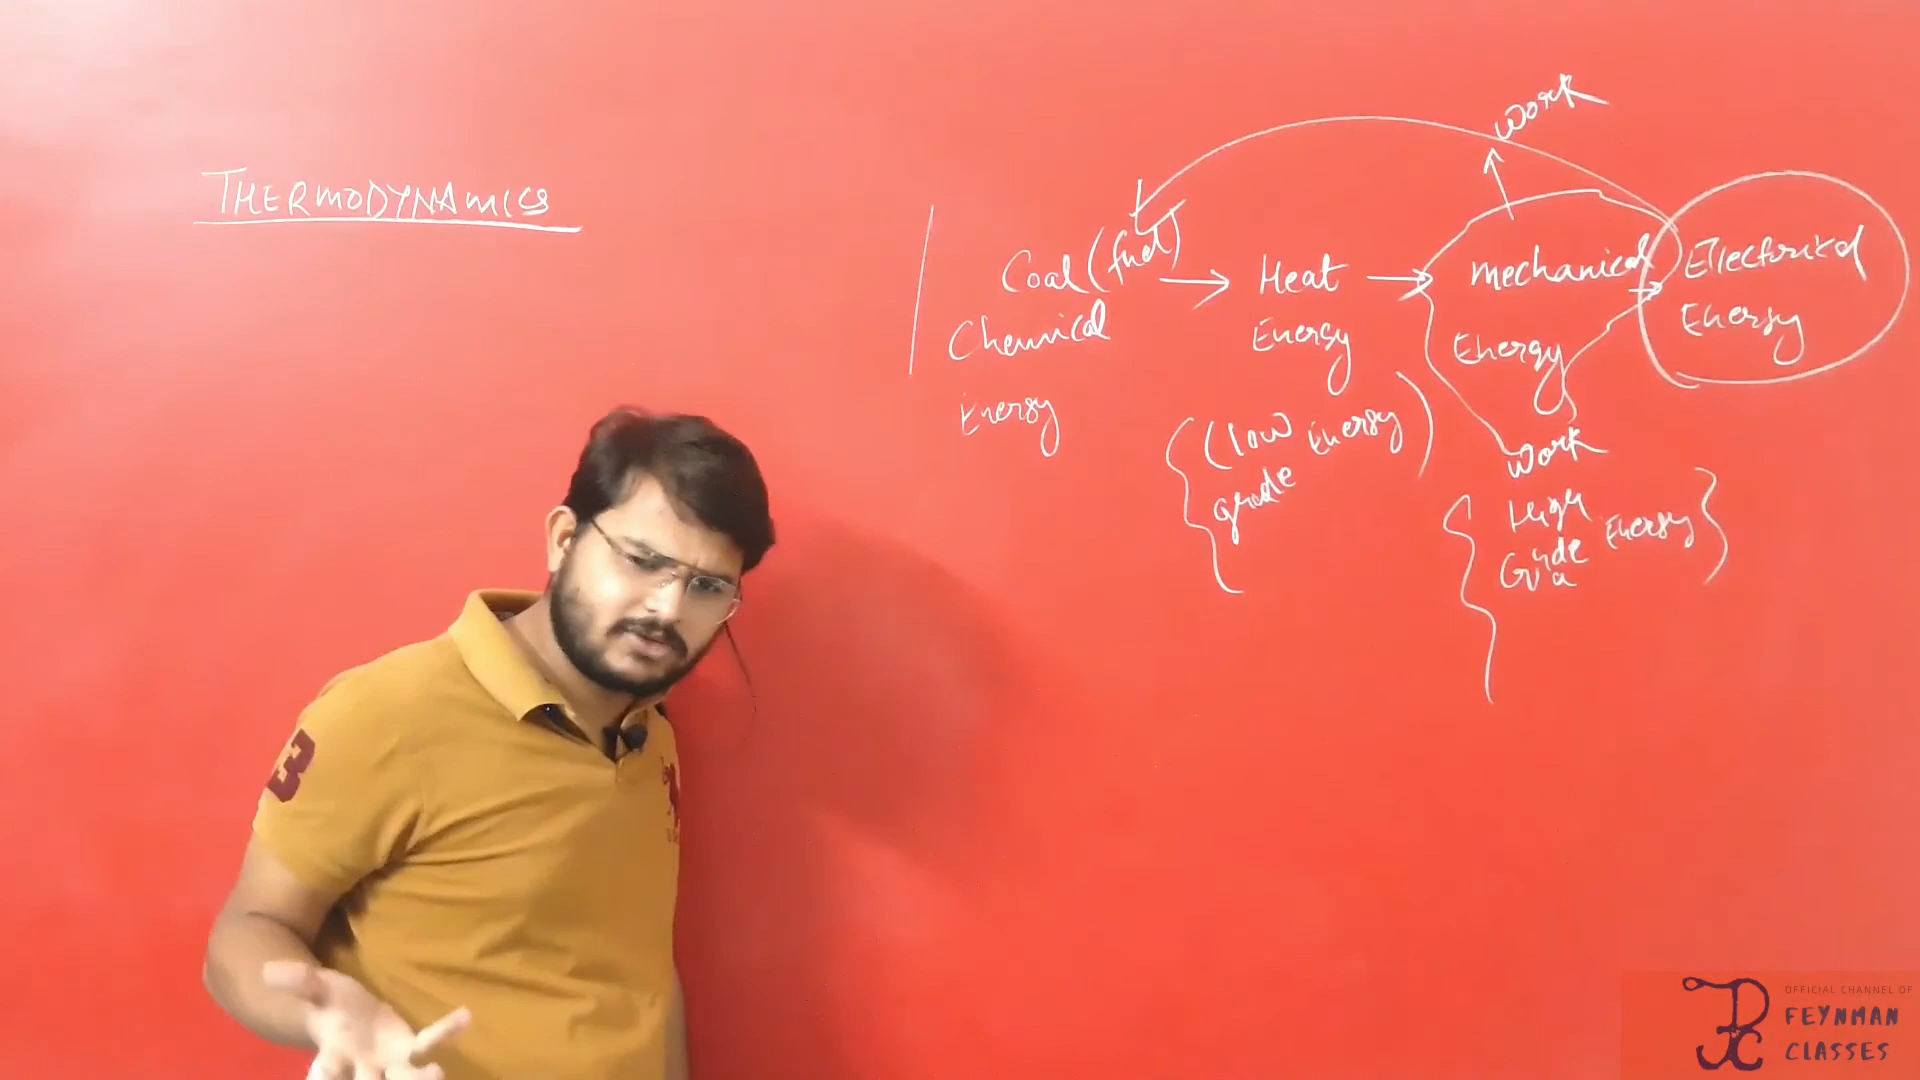 THERMODYNAMICS
Work
Coal (fuel) → Heat → mechanical → Electrical
Chemical Energy Energy Energy
Energy
(low Energy)
grade
Work
High
Grade Energy
3
OFFICIAL CHANNEL OF
FEYNMAN
CLASSES